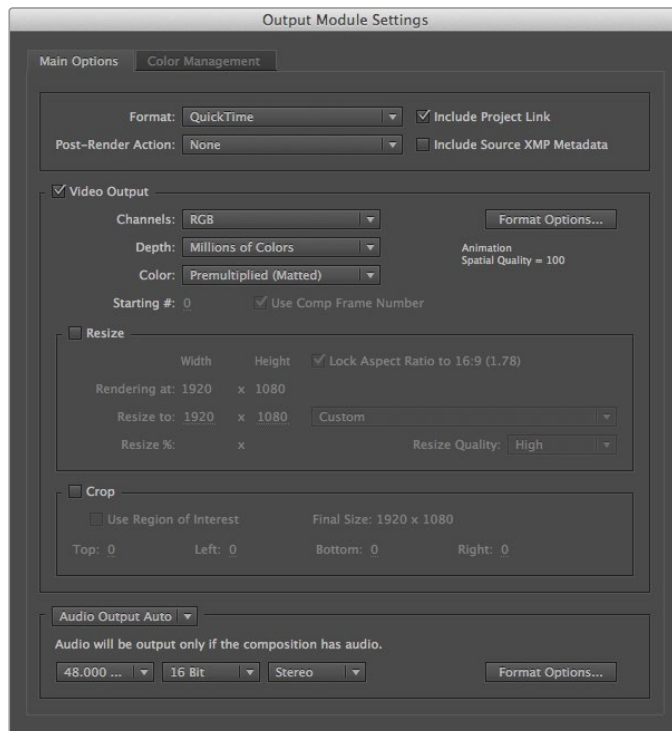 Output Module Settings
Main Options Color Management
Format: QuickTime Include Project Link
Post-Render Action: None Include Source XMP Metadata
Video Output
Channels: RGB Format Options...
Depth: Millions of Colors Animation
Spatial Quality = 100
Color: Premultiplied (Matted)
Starting #: 0 Use Comp Frame Number
Resize
Width Height Lock Aspect Ratio to 16:9 (1.78)
Rendering at: 1920 x 1080
Resize to: 1920 x 1080 Custom
Resize %: x Resize Quality: High
Crop
Use Region of Interest Final Size: 1920 x 1080
Top: 0 Left: 0 Bottom: 0 Right: 0
Audio Output Auto
Audio will be output only if the composition has audio.
48.000 ... 16 Bit Stereo Format Options...